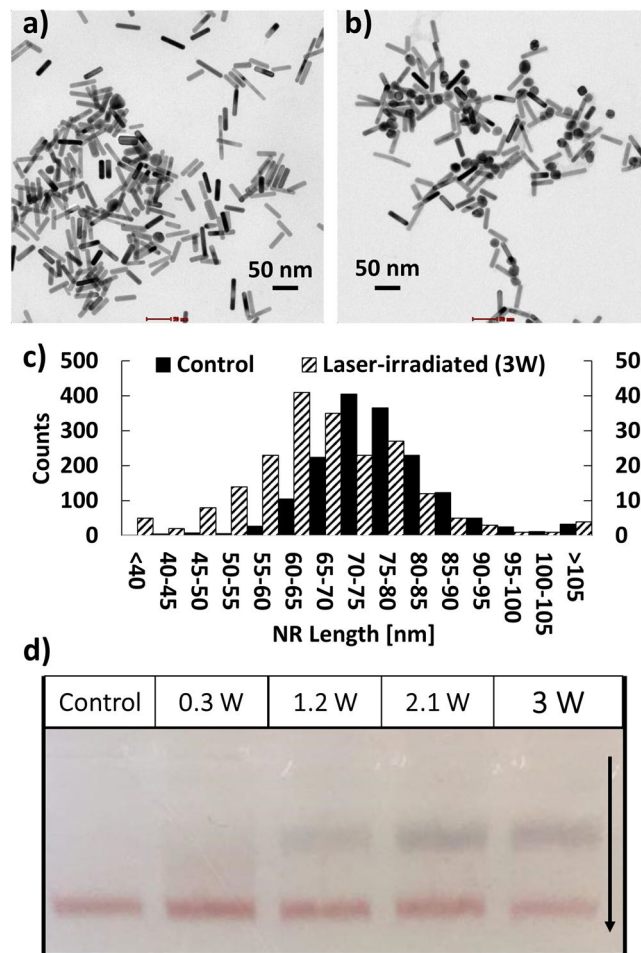 a)
b)
50 nm
50 nm
c)
500
400
300
200
100
0
Counts
Control
Laser-irradiated (3W)
50
40
30
20
10
0
<40
40-45
45-50
50-55
55-60
60-65
65-70
70-75
75-80
80-85
85-90
90-95
95-100
100-105
>105
NR Length [nm]
d)
Control 0.3 W 1.2 W 2.1 W 3 W